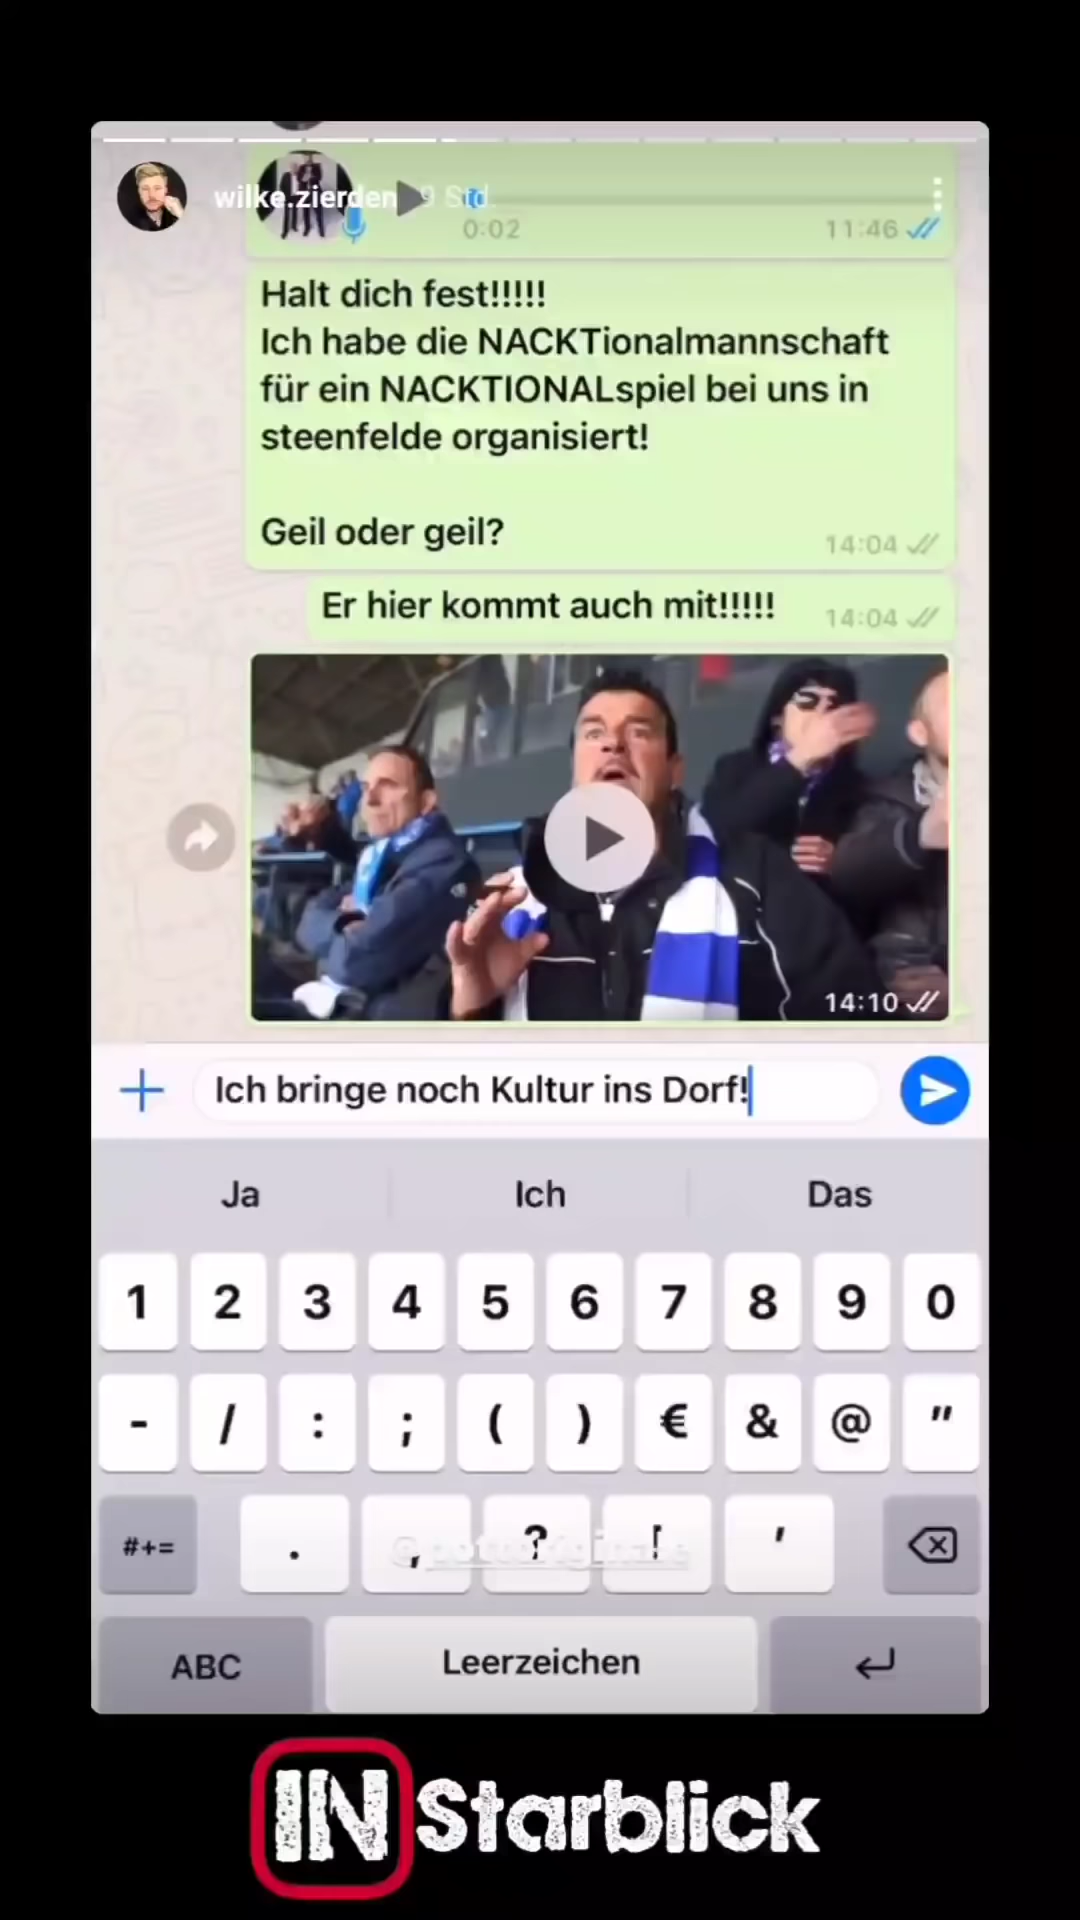 wilke.zierden 9 Std.
0:02
11:46
Halt dich fest!!!!!
Ich habe die NACKTionalmannschaft
für ein NACKTIONALspiel bei uns in
steenfelde organisiert!
Geil oder geil?
14:04
Er hier kommt auch mit!!!!!
14:04
14:10
Ich bringe noch Kultur ins Dorf!
Ja Ich Das
1 2 3 4 5 6 7 8 9 0
- / : ; ( ) € & @ "
#+= . , ? ! '
ABC Leerzeichen
IN Starblick